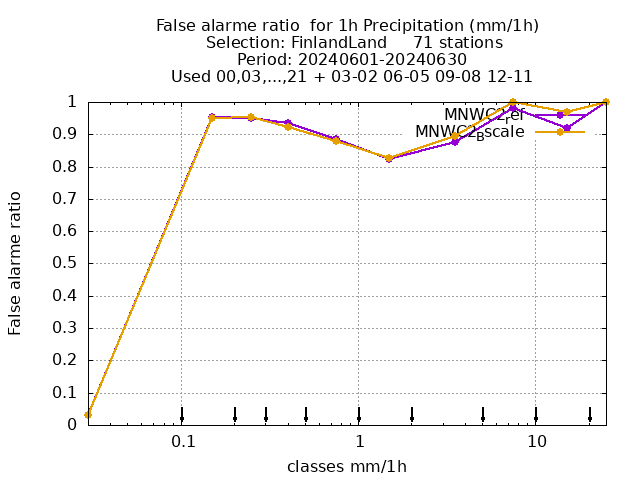 False alarme ratio  for 1h Precipitation (mm/1h)
Selection: FinlandLand     71 stations
Period: 20240601-20240630
Used 00,03,...,21 + 03-02 06-05 09-08 12-11
1
0.9
0.8
0.7
0.6
0.5
0.4
0.3
0.2
0.1
0
MNWC2_ref
MNWC2_Bscale
False alarme ratio
0.1
1
10
classes mm/1h